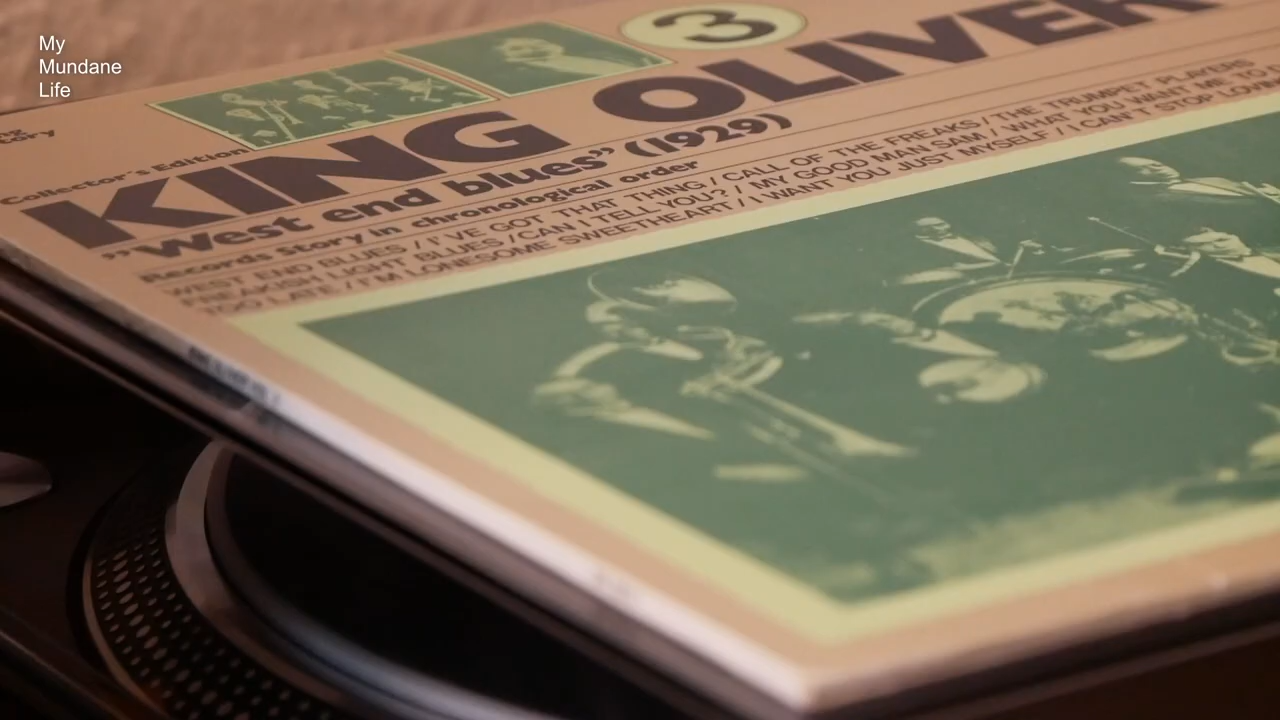 My
Mundane
Life
3
Collector's Edition
KING OLIVER
"West end blues" (1929)
Records Story in chronological order
WEST END BLUES / I'VE GOT THAT THING / CALL OF THE FREAKS / THE TRUMPET PLAYERS
FREAKISH LIGHT BLUES / CAN I TELL YOU? / MY GOOD MAN SAM / WHAT YOU WANT ME TO
TOO LATE / I'M LONESOME SWEETHEART / I WANT YOU JUST MYSELF / I CAN'T STOP